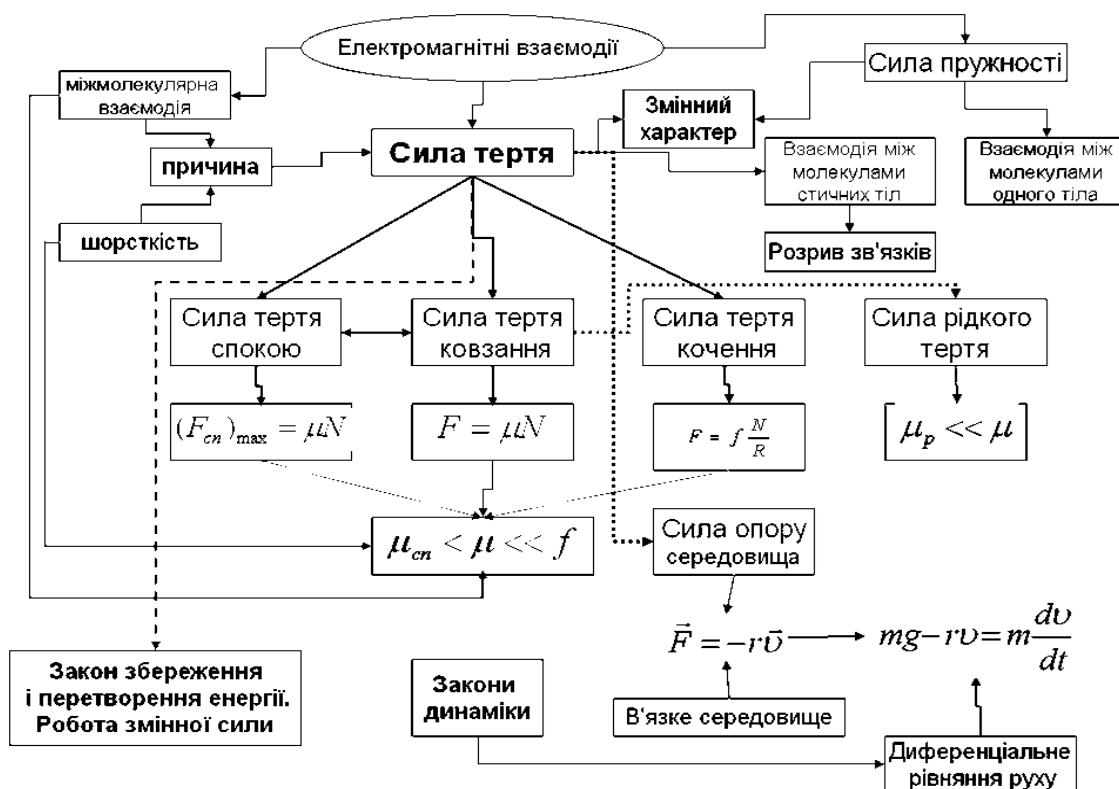 Електромагнітні взаємодії
Сила пружності
міжмолекулярна
взаємодія
Змінний
характер
причина
Сила тертя
Взаємодія між
молекулами
стичних тіл
Взаємодія між
молекулами
одного тіла
шорсткість
Розрив зв'язків
Сила тертя
спокою
Сила тертя
ковзання
Сила тертя
кочення
Сила рідкого
тертя
(F_сп)_max = μN
F = μN
F = f N/R
μ_р << μ
μ_сп < μ << f
Сила опору
середовища
F⃗ = −rυ⃗
mg − rυ = m dυ/dt
Закон збереження
і перетворення енергії.
Робота змінної сили
Закони
динаміки
В'язке середовище
Диференціальне
рівняння руху